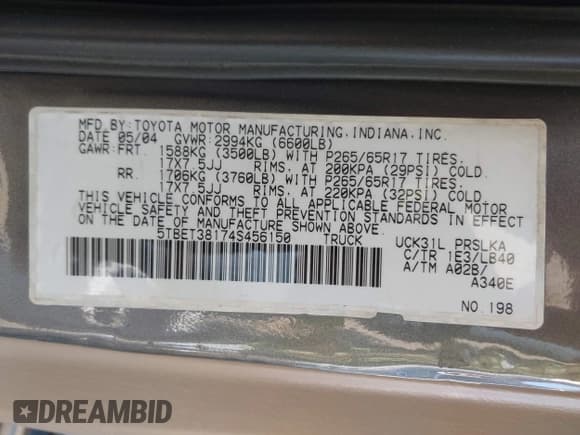 MFD.BY:TOYOTA MOTOR MANUFACTURING,INDIANA,INC.
DATE 05/04 GVWR 2994KG (6600LB)
GAWR:FRT. 1588KG (3500LB) WITH P265/65R17 TIRES,
17X7.5JJ RIMS, AT 200KPA (29PSI) COLD
RR. 1706KG (3760LB) WITH P265/65R17 TIRES,
17X7.5JJ RIMS, AT 220KPA (32PSI) COLD.
THIS VEHICLE CONFORMS TO ALL APPLICABLE FEDERAL MOTOR
VEHICLE SAFETY AND THEFT PREVENTION STANDARDS IN EFFECT
ON THE DATE OF MANUFACTURE SHOWN ABOVE.
5TBET38174S456150 TRUCK
UCK31L PRSLKA
C/TR 1E3/LB40
A/TM A02B/
A340E
NO.198
DREAMBID